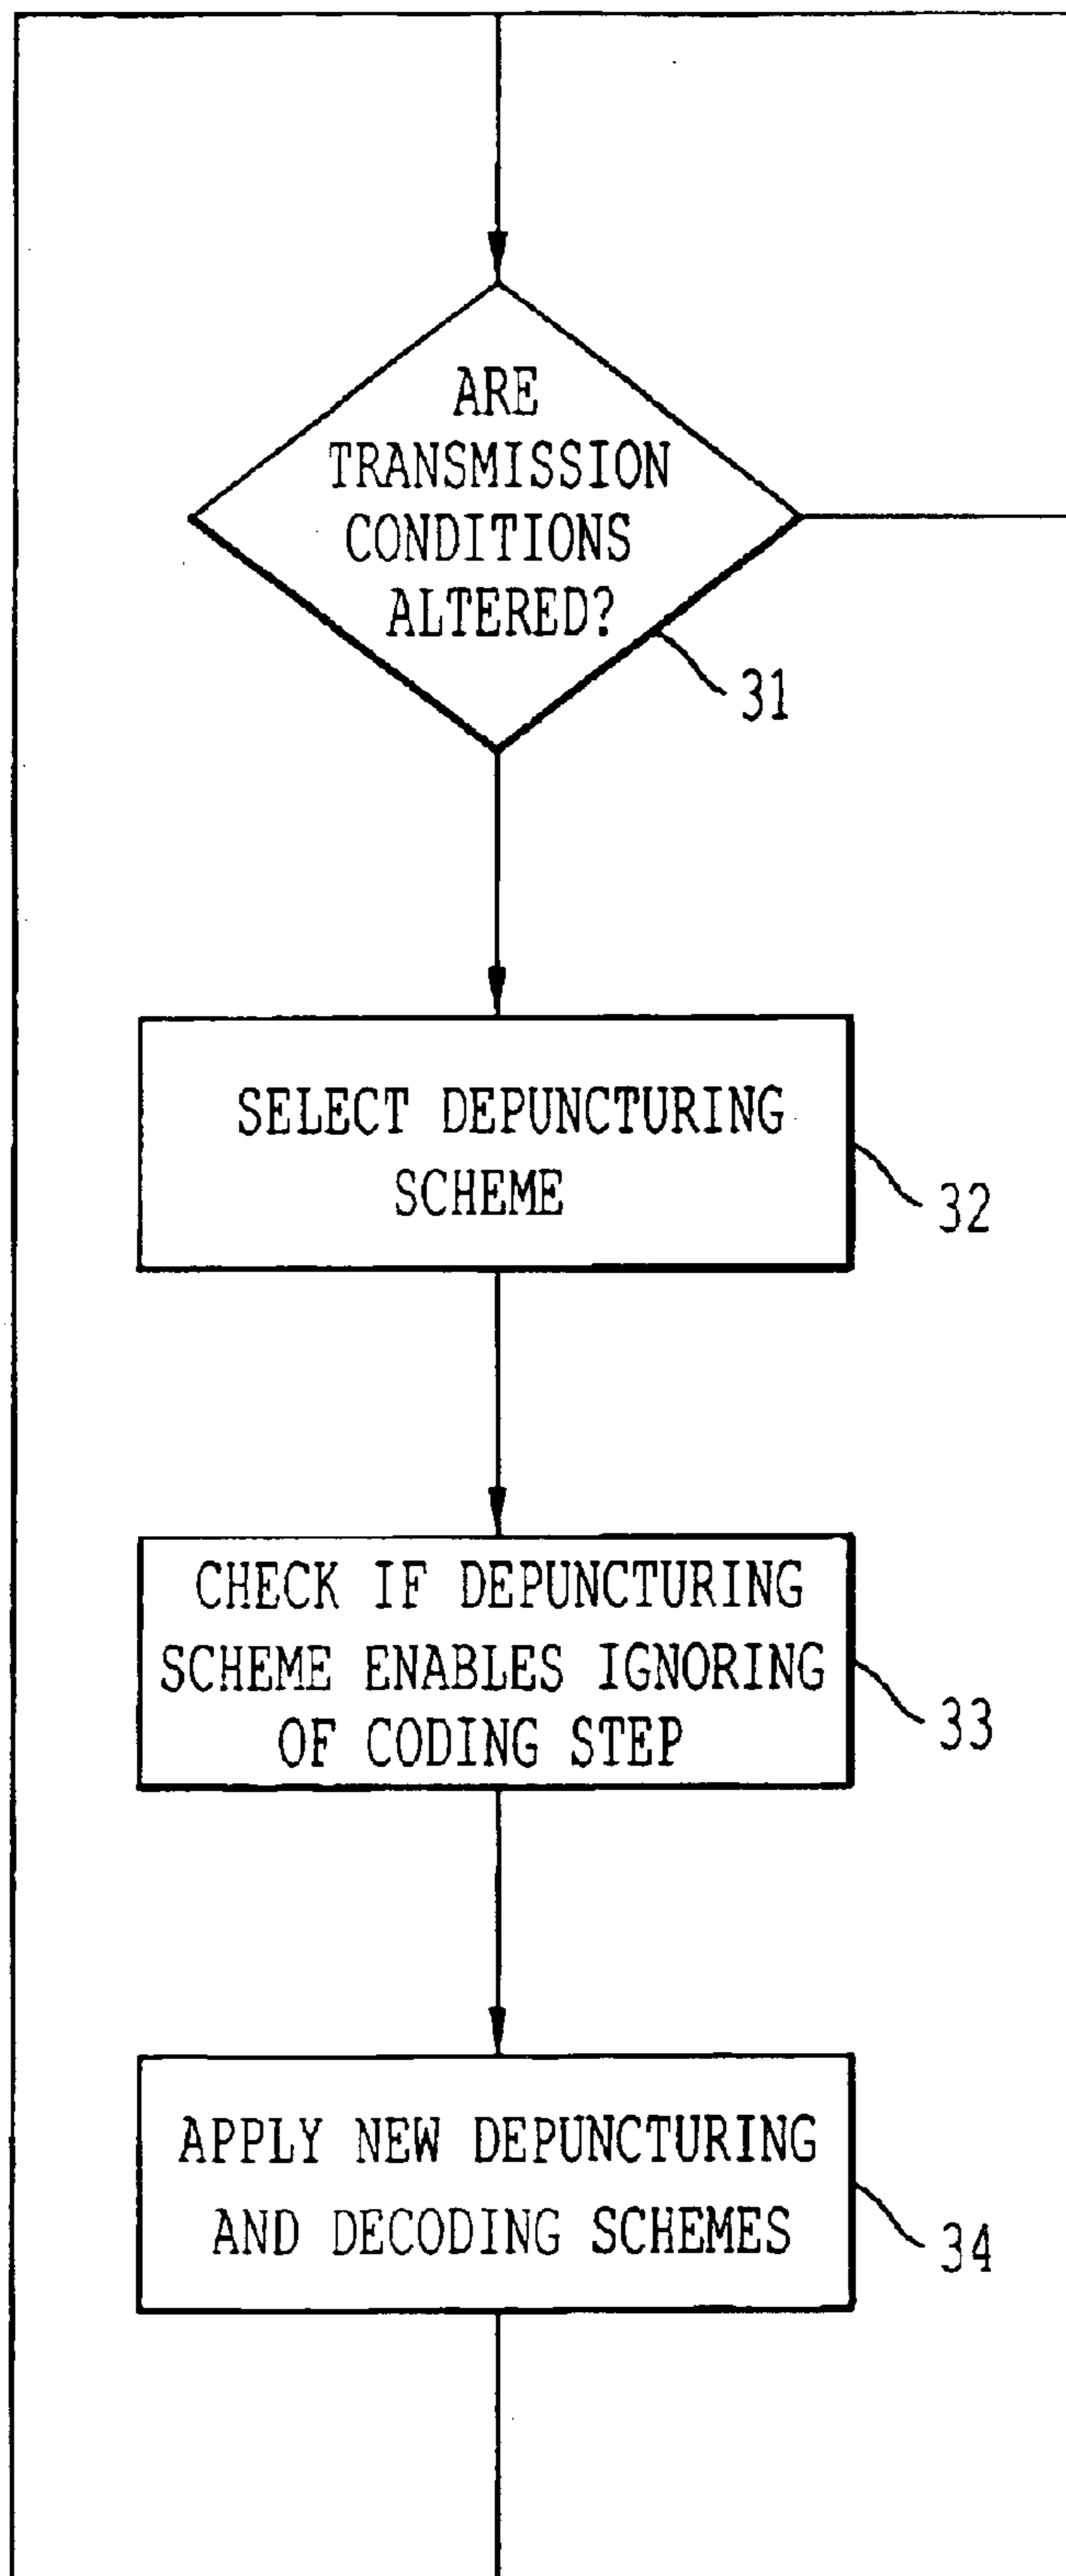 ARE
TRANSMISSION
CONDITIONS
ALTERED?
31
SELECT DEPUNCTURING
SCHEME
32
CHECK IF DEPUNCTURING
SCHEME ENABLES IGNORING
OF CODING STEP
33
APPLY NEW DEPUNCTURING
AND DECODING SCHEMES
34